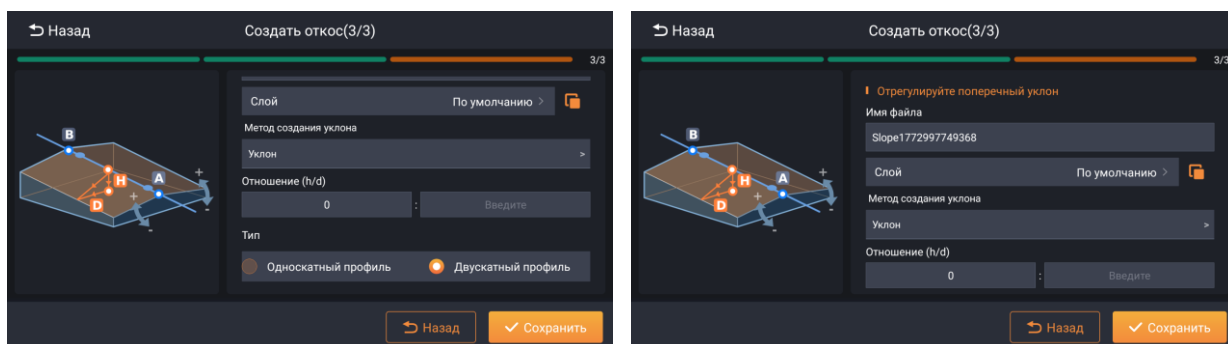 Назад
Создать откос(3/3)
3/3
Слой
По умолчанию >
Метод создания уклона
Уклон >
Отношение (h/d)
0 : Введите
Тип
Односкатный профиль
Двускатный профиль
B
H
A
D
+
-
+
-
Назад
Сохранить
Назад
Создать откос(3/3)
3/3
Отрегулируйте поперечный уклон
Имя файла
Slope1772997749368
Слой
По умолчанию >
Метод создания уклона
Уклон >
Отношение (h/d)
0 : Введите
B
H
A
D
+
-
+
-
Назад
Сохранить